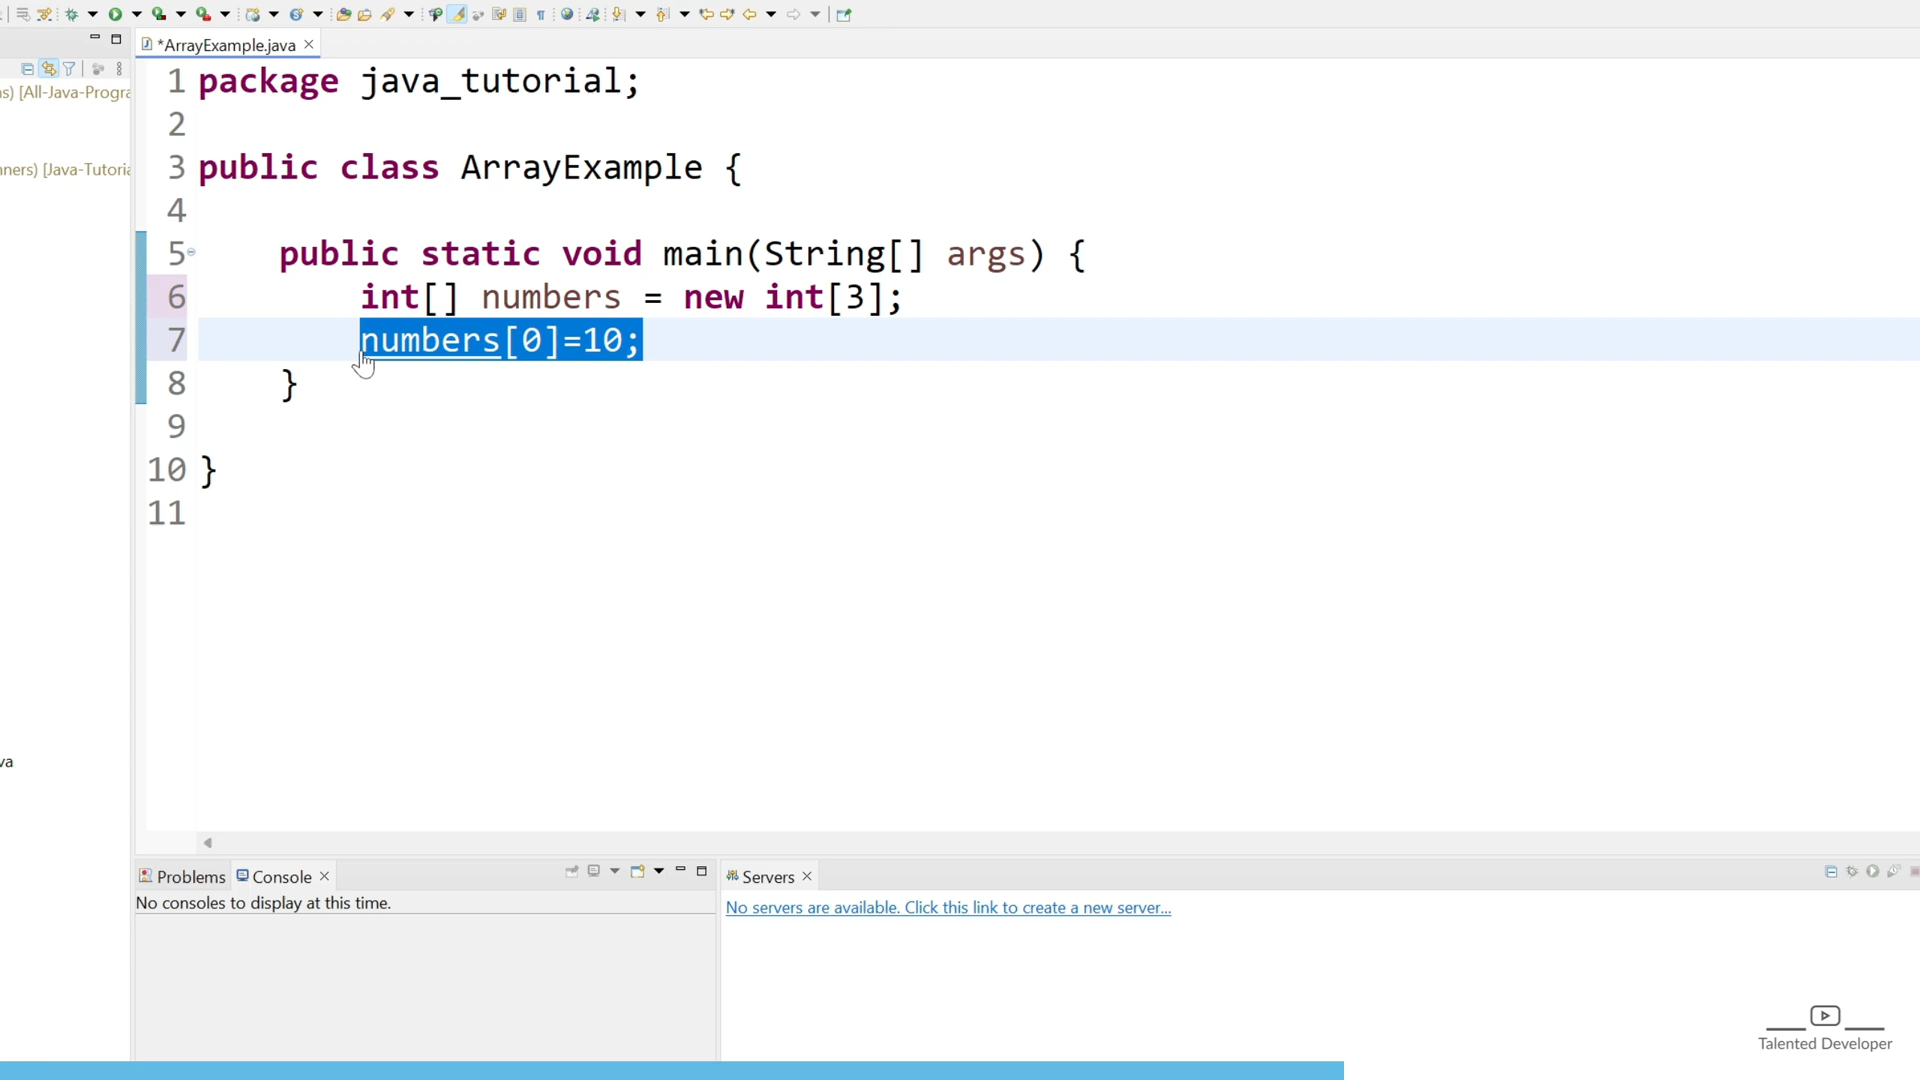 *ArrayExample.java
ns) [All-Java-Progra
nners) [Java-Tutoria
va
1 package java_tutorial;
2
3 public class ArrayExample {
4
5 public static void main(String[] args) {
6 int[] numbers = new int[3];
7 numbers[0]=10;
8 }
9
10 }
11
Problems Console
No consoles to display at this time.
Servers
No servers are available. Click this link to create a new server...
Talented Developer